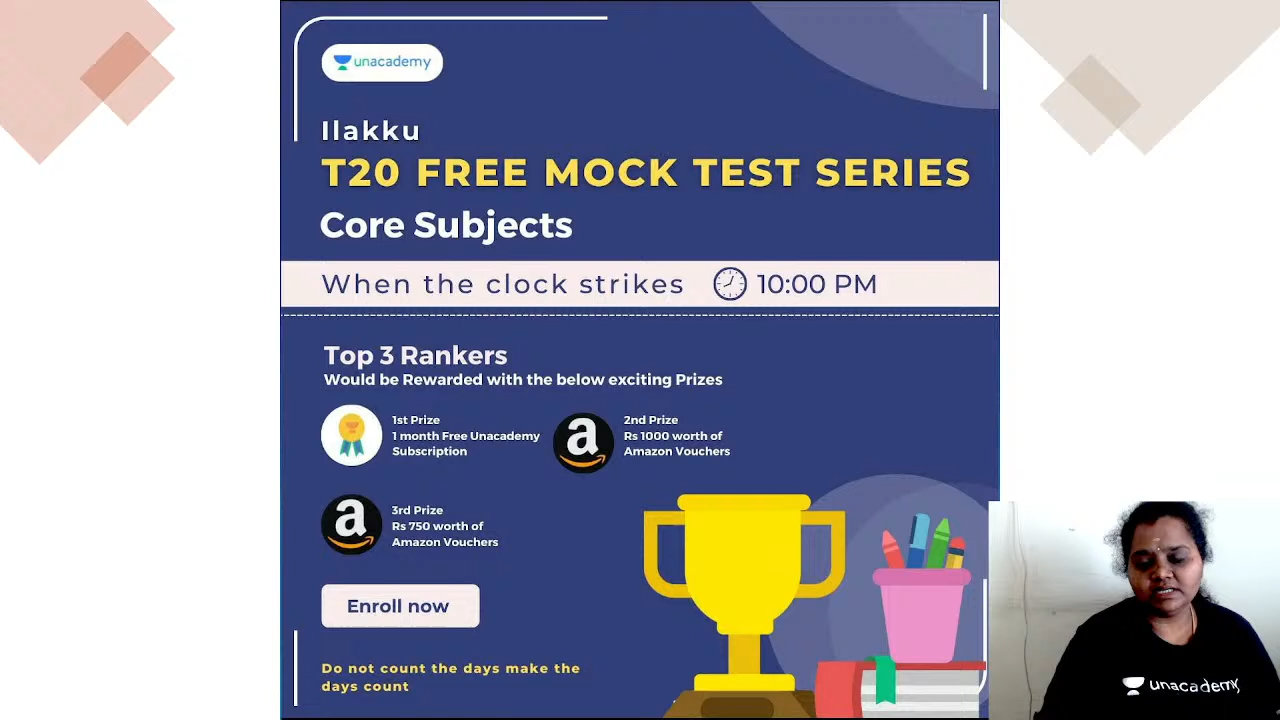 unacademy
Ilakku
T20 FREE MOCK TEST SERIES
Core Subjects
When the clock strikes 10:00 PM
Top 3 Rankers
Would be Rewarded with the below exciting Prizes
1st Prize
1 month Free Unacademy
Subscription
2nd Prize
Rs 1000 worth of
Amazon Vouchers
3rd Prize
Rs 750 worth of
Amazon Vouchers
Enroll now
Do not count the days make the
days count
unacademy